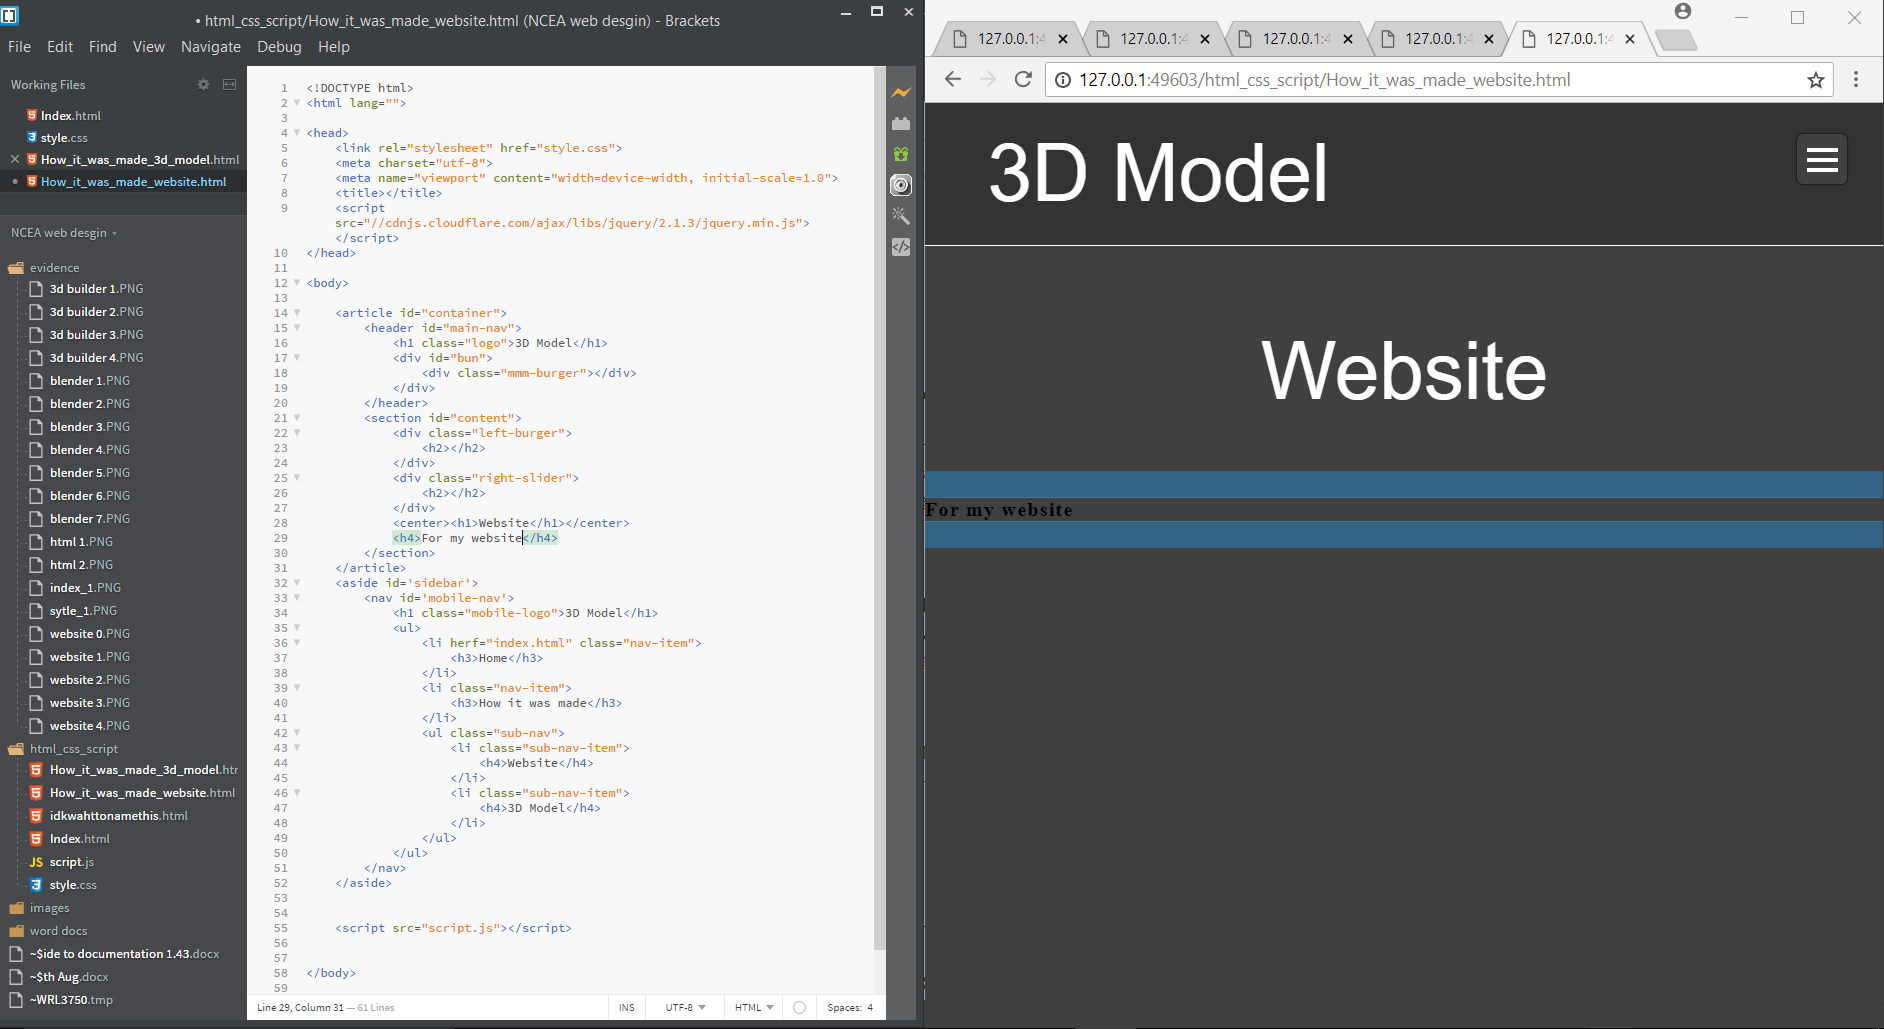 • html_css_script/How_it_was_made_website.html (NCEA web desgin) - Brackets
File Edit Find View Navigate Debug Help
Working Files
Index.html
style.css
How_it_was_made_3d_model.html
How_it_was_made_website.html
NCEA web desgin
evidence
3d builder 1.PNG
3d builder 2.PNG
3d builder 3.PNG
3d builder 4.PNG
blender 1.PNG
blender 2.PNG
blender 3.PNG
blender 4.PNG
blender 5.PNG
blender 6.PNG
blender 7.PNG
html 1.PNG
html 2.PNG
index_1.PNG
sytle_1.PNG
website 0.PNG
website 1.PNG
website 2.PNG
website 3.PNG
website 4.PNG
html_css_script
How_it_was_made_3d_model.htr
How_it_was_made_website.html
idkwahttonamethis.html
Index.html
JS script.js
style.css
images
word docs
~$ide to documentation 1.43.docx
~$th Aug.docx
~WRL3750.tmp
1 <!DOCTYPE html>
2 <html lang="">
3
4 <head>
5 <link rel="stylesheet" href="style.css">
6 <meta charset="utf-8">
7 <meta name="viewport" content="width=device-width, initial-scale=1.0">
8 <title></title>
9 <script
src="//cdnjs.cloudflare.com/ajax/libs/jquery/2.1.3/jquery.min.js">
</script>
10 </head>
11
12 <body>
13
14 <article id="container">
15 <header id="main-nav">
16 <h1 class="logo">3D Model</h1>
17 <div id="bun">
18 <div class="mmm-burger"></div>
19 </div>
20 </header>
21 <section id="content">
22 <div class="left-burger">
23 <h2></h2>
24 </div>
25 <div class="right-slider">
26 <h2></h2>
27 </div>
28 <center><h1>Website</h1></center>
29 <h4>For my website</h4>
30 </section>
31 </article>
32 <aside id='sidebar'>
33 <nav id='mobile-nav'>
34 <h1 class="mobile-logo">3D Model</h1>
35 <ul>
36 <li herf="index.html" class="nav-item">
37 <h3>Home</h3>
38 </li>
39 <li class="nav-item">
40 <h3>How it was made</h3>
41 </li>
42 <ul class="sub-nav">
43 <li class="sub-nav-item">
44 <h4>Website</h4>
45 </li>
46 <li class="sub-nav-item">
47 <h4>3D Model</h4>
48 </li>
49 </ul>
50 </ul>
51 </nav>
52 </aside>
53
54
55 <script src="script.js"></script>
56
57
58 </body>
59
Line 29, Column 31 — 61 Lines INS UTF-8 HTML Spaces: 4
127.0.0.1:4 127.0.0.1:4 127.0.0.1:4 127.0.0.1:4 127.0.0.1:4
127.0.0.1:49603/html_css_script/How_it_was_made_website.html
3D Model
Website
For my website